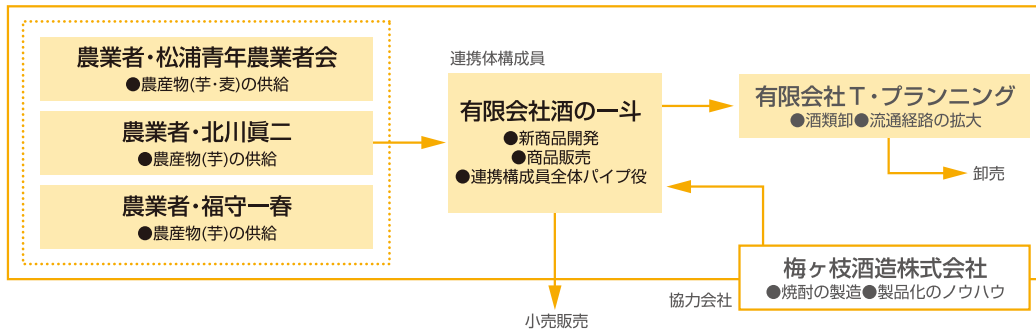 農業者・松浦青年農業者会
●農産物(芋・麦)の供給
農業者・北川眞二
●農産物(芋)の供給
農業者・福守一春
●農産物(芋)の供給
連携体構成員
有限会社酒の一斗
●新商品開発
●商品販売
●連携構成員全体パイプ役
有限会社T・プランニング
●酒類卸●流通経路の拡大
卸売
梅ヶ枝酒造株式会社
●焼酎の製造●製品化のノウハウ
協力会社
小売販売